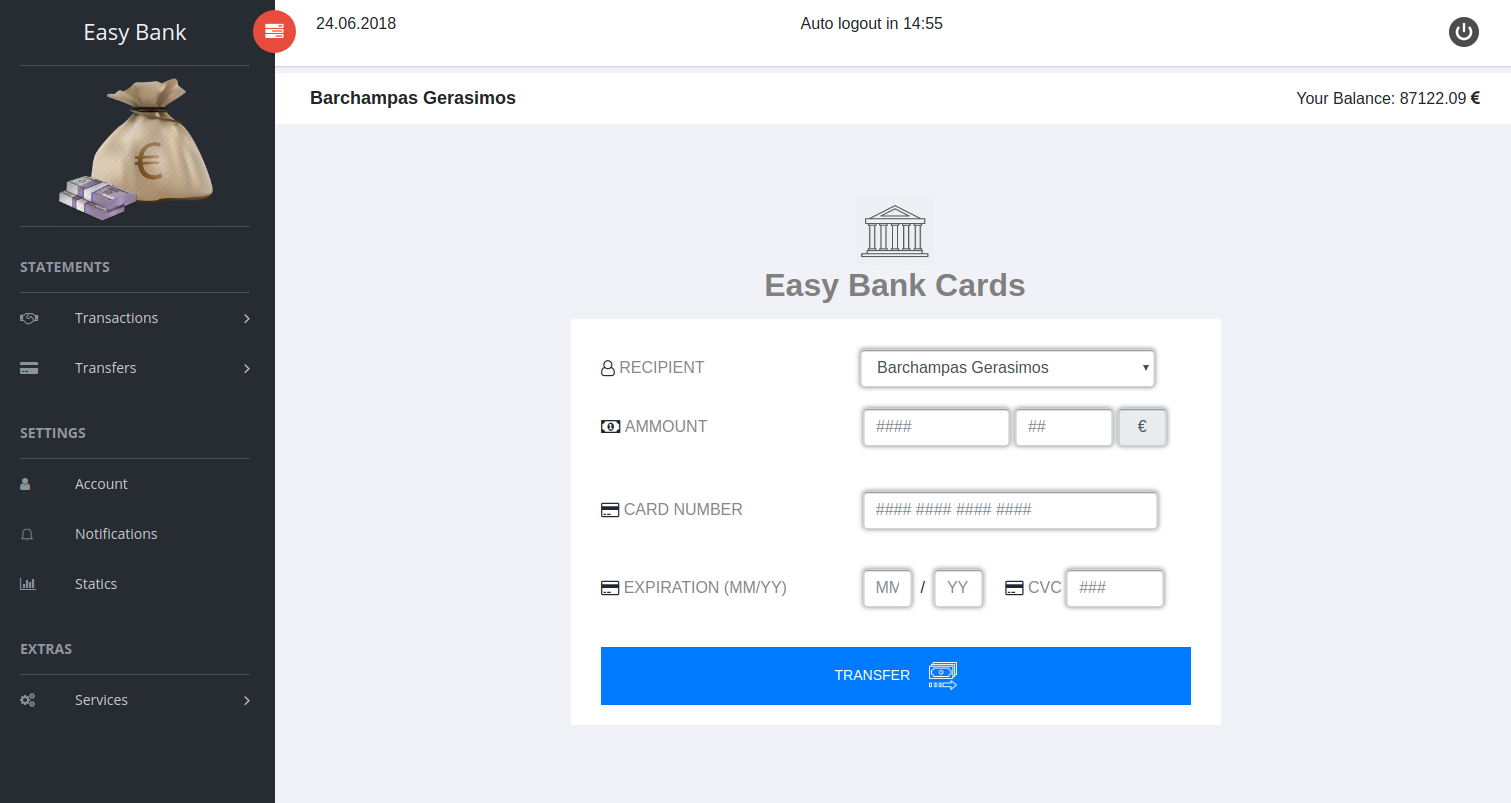 Easy Bank
24.06.2018
Auto logout in 14:55
Barchampas Gerasimos
Your Balance: 87122.09 €
€
STATEMENTS
Transactions
Transfers
SETTINGS
Account
Notifications
Statics
EXTRAS
Services
Easy Bank Cards
RECIPIENT
Barchampas Gerasimos
AMMOUNT
#### ## €
CARD NUMBER
#### #### #### ####
EXPIRATION (MM/YY)
MM / YY
CVC ###
TRANSFER